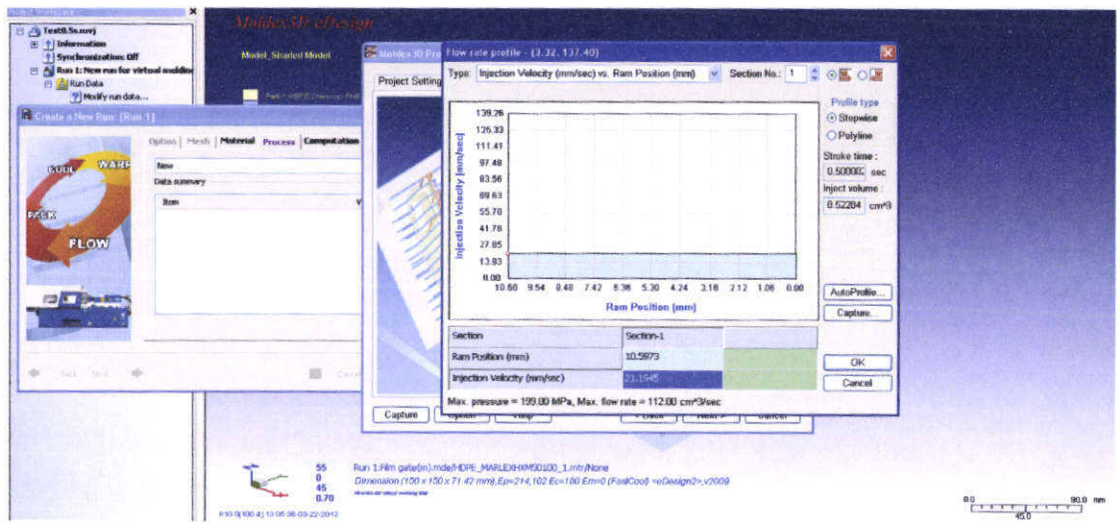 Test0.5s.mvj
Information
Synchronization: Off
Run 1: New run for virtual moldin
Run Data
Modify run data...
Moldex3D eDesign
Model_Shaded Model
Create a New Run: [Run 1]
Option
Mesh
Material
Process
Computation
New
Data summary
Item
V
COOL
WARP
PACK
FLOW
Back
Next
Moldex 3D Pro
Project Setting
Capture
Option
Help
< Back
Next >
Cancel
Flow rate profile - (3.32, 137.40)
Type: Injection Velocity (mm/sec) vs. Ram Position (mm)
Section No.: 1
139.26
125.33
111.41
97.48
83.56
69.63
55.70
41.78
27.85
13.93
0.00
Injection Velocity (mm/sec)
10.60 9.54 8.48 7.42 6.36 5.30 4.24 3.18 2.12 1.06 0.00
Ram Position (mm)
Profile type
Stepwise
Polyline
Stroke time :
0.500002 sec
Inject volume :
8.52284 cm^3
AutoProfile...
Capture...
OK
Cancel
Section Section-1
Ram Position (mm) 10.5973
Injection Velocity (mm/sec) 21.1945
Max. pressure = 199.00 MPa, Max. flow rate = 112.00 cm^3/sec
55
0
45
0.70
Run 1:Film gate(m).mde/HDPE_MARLEXHXM50100_1.mtr/None
Dimension:(100 x 100 x 71.42 mm),Ep=214,102 Ec=180 Em=0 (FastCool) <eDesign2>,v2009
0.0
90.0 mm
45.0